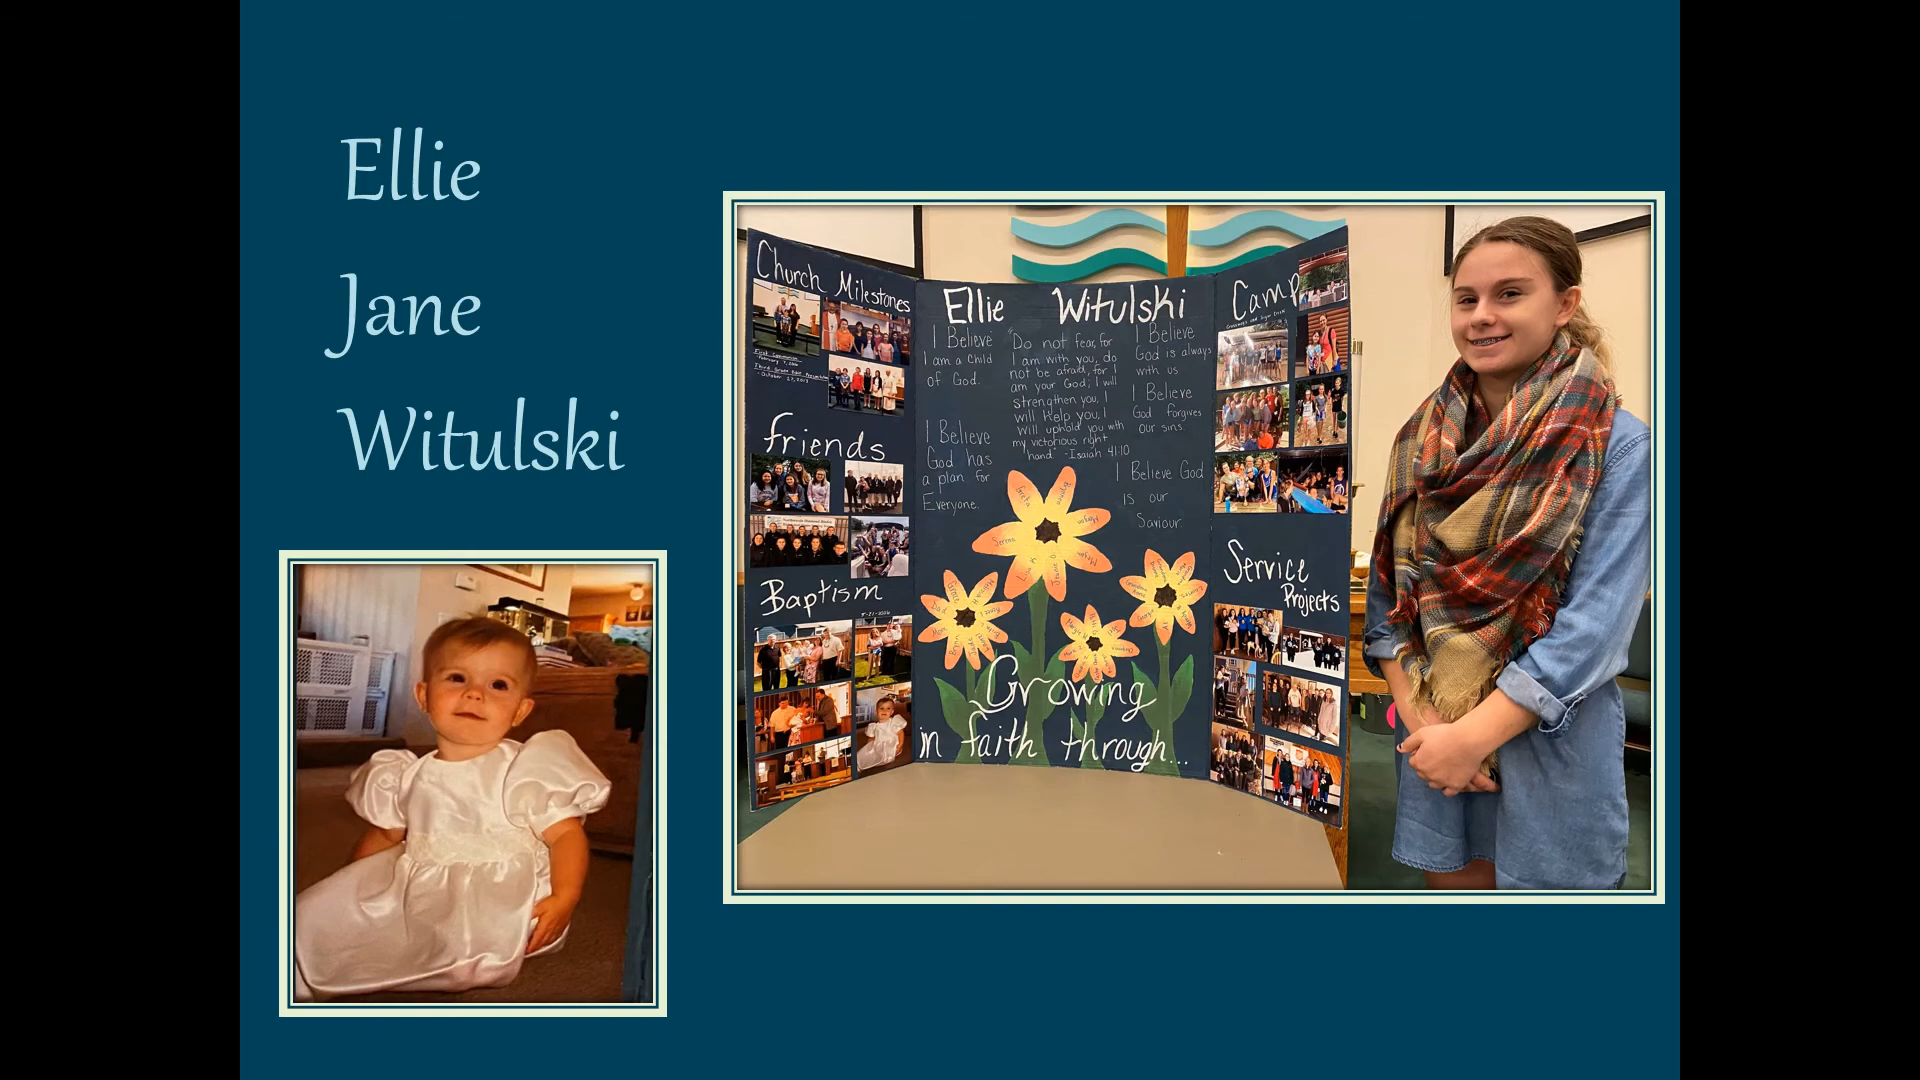 Ellie
Jane
Witulski
Church Milestones
First Communion
Friends
Baptism
Ellie Witulski
I Believe
I am a child
of God.
I Believe
God has
a plan for
Everyone.
"Do not fear, for
I am with you, do
not be afraid, for I
am your God; I will
strengthen you, I
will Help you, I
will uphold you with
my victorious right
hand." -Isaiah 41:10
I Believe
God is always
with us
I Believe
God forgives
our sins.
I Believe God
is our
Saviour.
Growing
in faith through...
Camp
Service
Projects